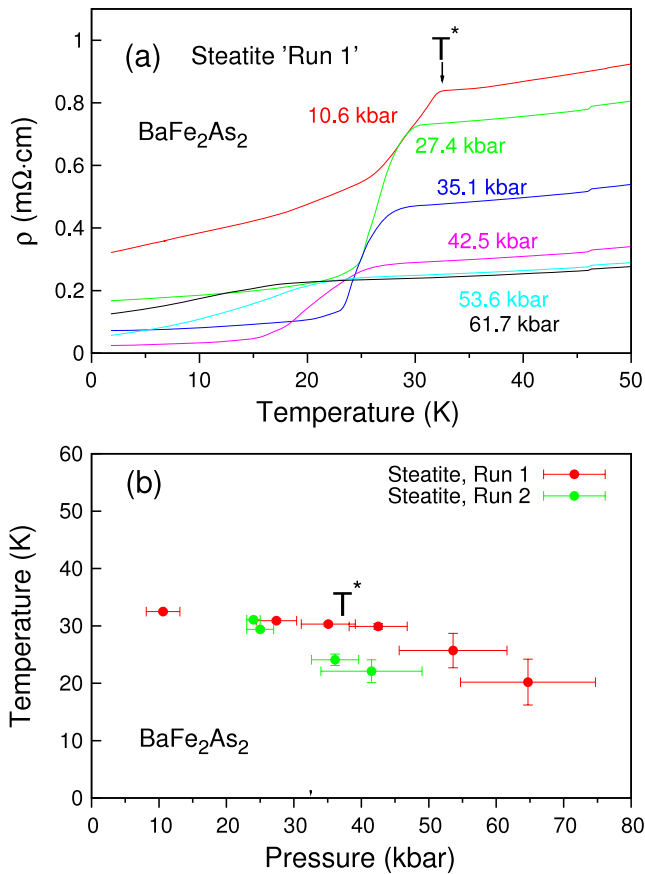 (a)
Steatite 'Run 1'
T*
BaFe2As2
10.6 kbar
27.4 kbar
35.1 kbar
42.5 kbar
53.6 kbar
61.7 kbar
ρ (mΩ·cm)
1
0.8
0.6
0.4
0.2
0
0 10 20 30 40 50
Temperature (K)
(b)
Steatite, Run 1
Steatite, Run 2
T*
BaFe2As2
Temperature (K)
60
50
40
30
20
10
0
0 10 20 30 40 50 60 70 80
Pressure (kbar)